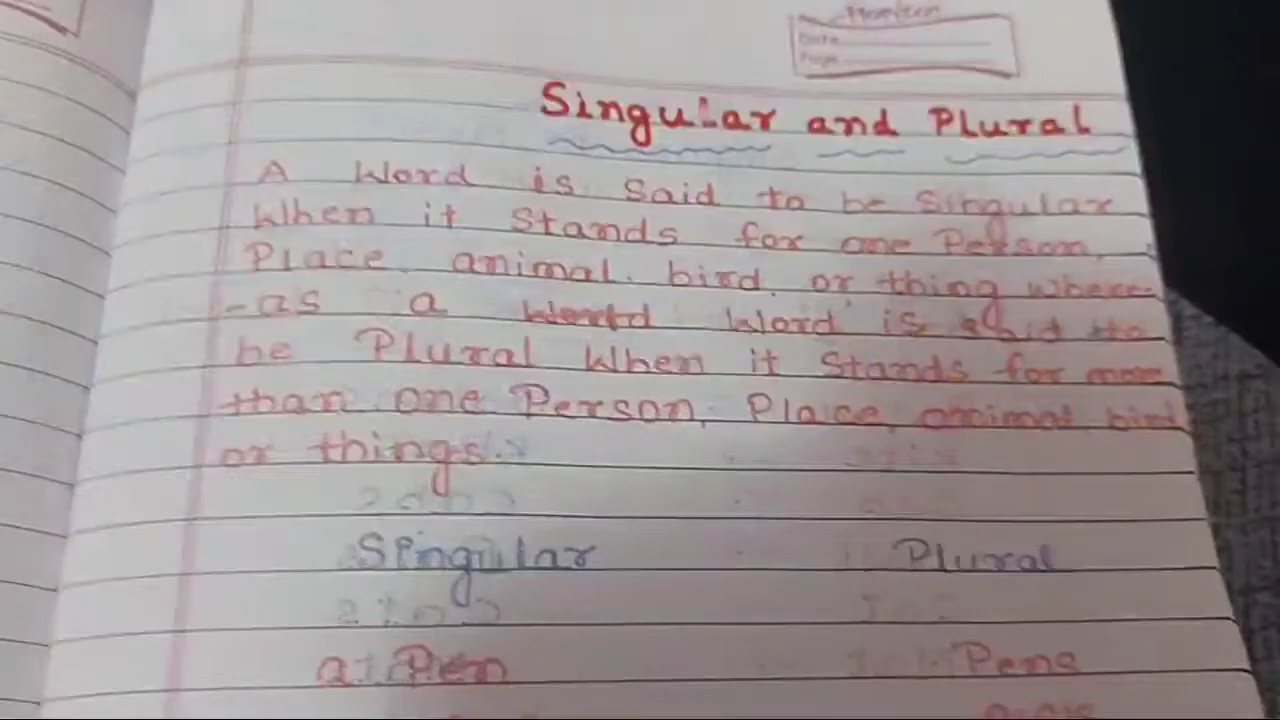 Date
Page
Singular and Plural
A Word is Said to be Singular
When it Stands for one Person,
Place, animal, bird, or thing where-
-as a Word is said to
be Plural When it Stands for more
than one Person, Place, animal, bird
or things.
Singular Plural
a Pen Pens